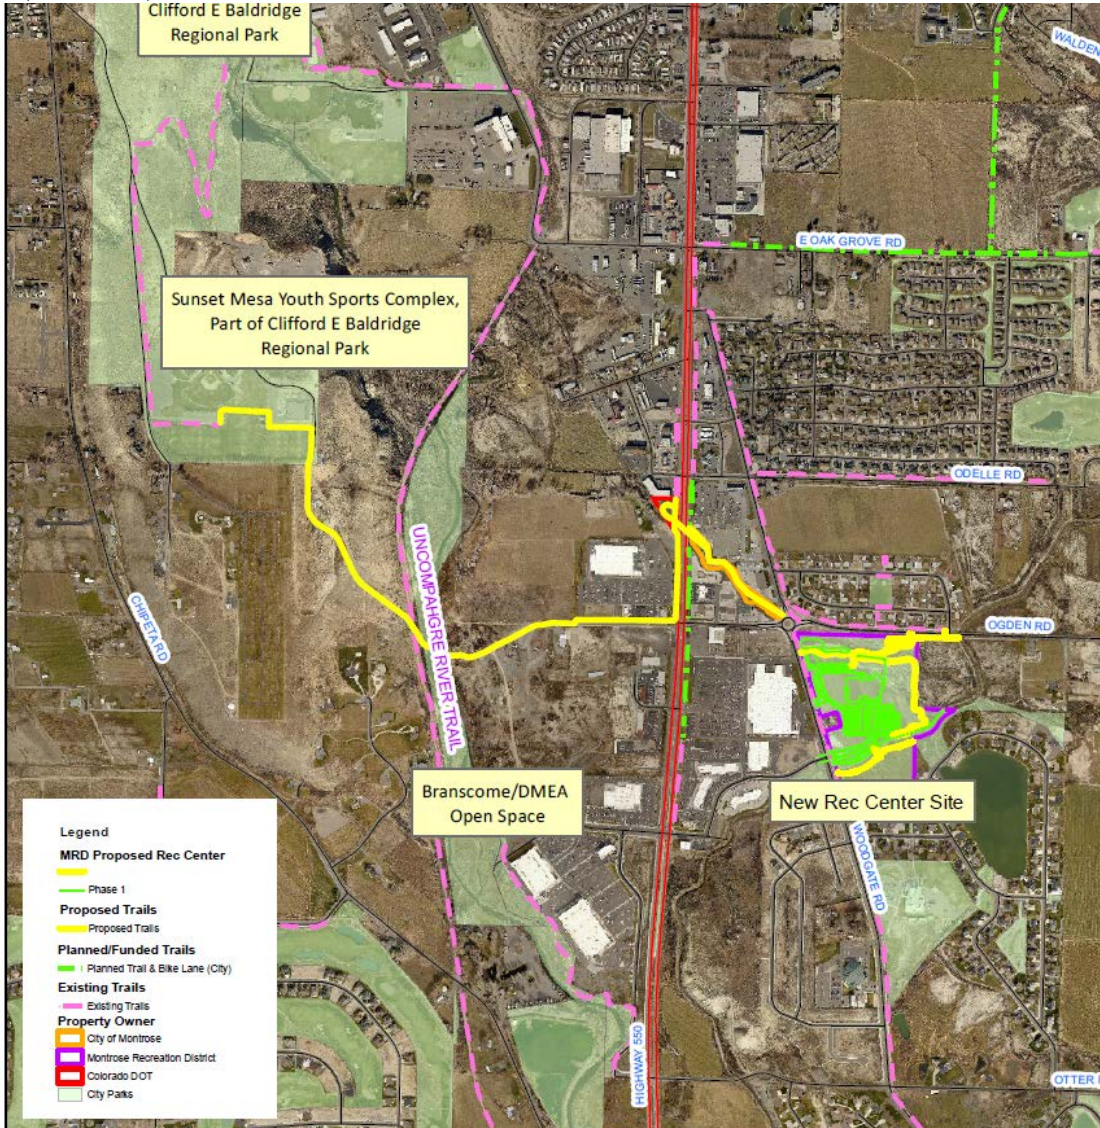 Clifford E Baldridge
Regional Park
WALDEN
E OAK GROVE RD
Sunset Mesa Youth Sports Complex,
Part of Clifford E Baldridge
Regional Park
ODELLE RD
UNCOMPAHGRE RIVER TRAIL
CHIPETA RD
OGDEN RD
Branscome/DMEA
Open Space
New Rec Center Site
WOODGATE RD
HIGHWAY 550
OTTER
Legend
MRD Proposed Rec Center
Phase 1
Proposed Trails
Proposed Trails
Planned/Funded Trails
Planned Trail & Bike Lane (City)
Existing Trails
Existing Trails
Property Owner
City of Montrose
Montrose Recreation District
Colorado DOT
City Parks